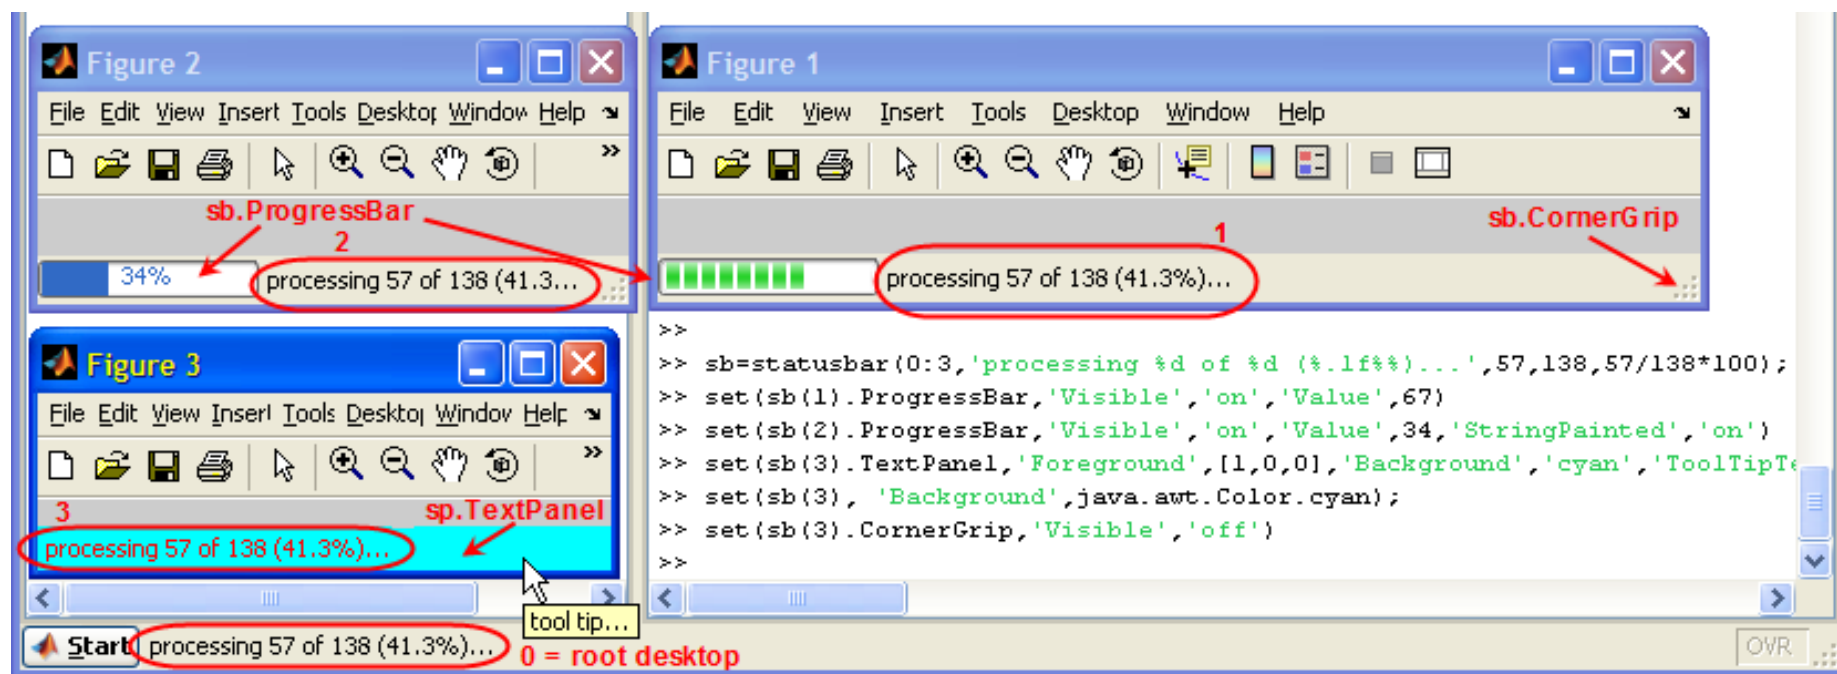 Figure 2
File Edit View Insert Tools Desktop Window Help
sb.ProgressBar
2
34%
processing 57 of 138 (41.3...
Figure 1
File Edit View Insert Tools Desktop Window Help
sb.CornerGrip
1
processing 57 of 138 (41.3%)...
Figure 3
File Edit View Insert Tools Desktop Window Help
3
sp.TextPanel
processing 57 of 138 (41.3%)...
tool tip...
>>
>> sb=statusbar(0:3,'processing %d of %d (%.1f%%)...',57,138,57/138*100);
>> set(sb(1).ProgressBar,'Visible','on','Value',67)
>> set(sb(2).ProgressBar,'Visible','on','Value',34,'StringPainted','on')
>> set(sb(3).TextPanel,'Foreground',[1,0,0],'Background','cyan','ToolTipTe
>> set(sb(3), 'Background',java.awt.Color.cyan);
>> set(sb(3).CornerGrip,'Visible','off')
>>
Start
processing 57 of 138 (41.3%)...
0 = root desktop
OVR